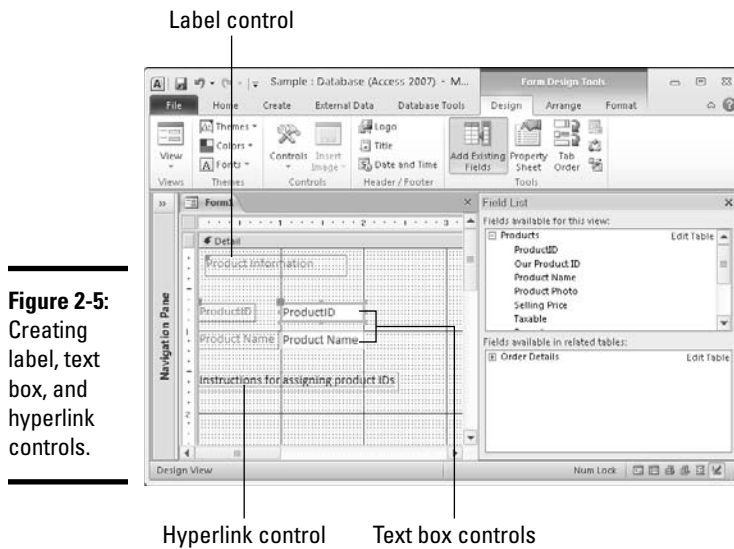 Label control
Sample : Database (Access 2007) - M...
Form Design Tools
File Home Create External Data Database Tools Design Arrange Format
View
Themes
Colors
Fonts
Controls
Insert Image
Logo
Title
Date and Time
Add Existing Fields
Property Sheet
Tab Order
Views Themes Controls Header / Footer Tools
Form1
Field List
Fields available for this view:
1 2 3
Detail
Products Edit Table
ProductID
Our Product ID
Product Name
Product Photo
Selling Price
Taxable
Product Information
ProductID ProductID
Product Name Product Name
Instructions for assigning product IDs
Navigation Pane
1
2
Fields available in related tables:
Order Details Edit Table
Design View Num Lock
Figure 2-5:
Creating
label, text
box, and
hyperlink
controls.
Hyperlink control Text box controls